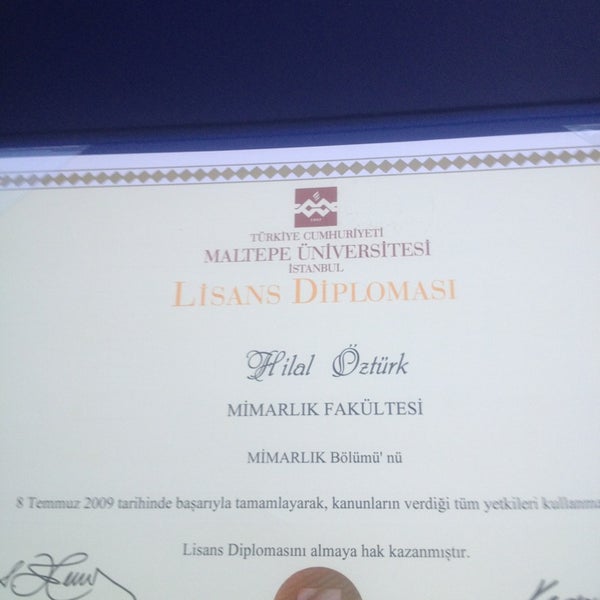 TÜRKİYE CUMHURİYETİ
MALTEPE ÜNİVERSİTESİ
İSTANBUL
LİSANS DİPLOMASI
Hilal Öztürk
MİMARLIK FAKÜLTESİ
MİMARLIK Bölümü' nü
8 Temmuz 2009 tarihinde başarıyla tamamlayarak, kanunların verdiği tüm yetkileri kullanma
Lisans Diplomasını almaya hak kazanmıştır.